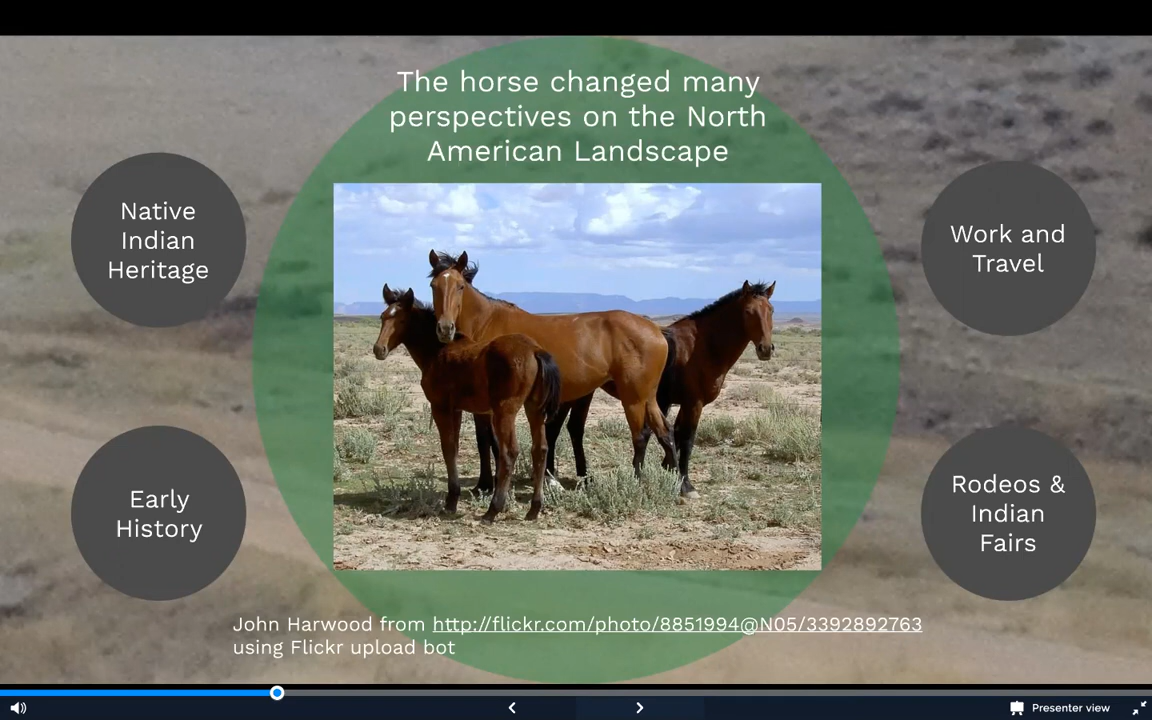 The horse changed many
perspectives on the North
American Landscape
Native
Indian
Heritage
Work and
Travel
Early
History
Rodeos &
Indian
Fairs
John Harwood from http://flickr.com/photo/8851994@N05/3392892763
using Flickr upload bot
Presenter view